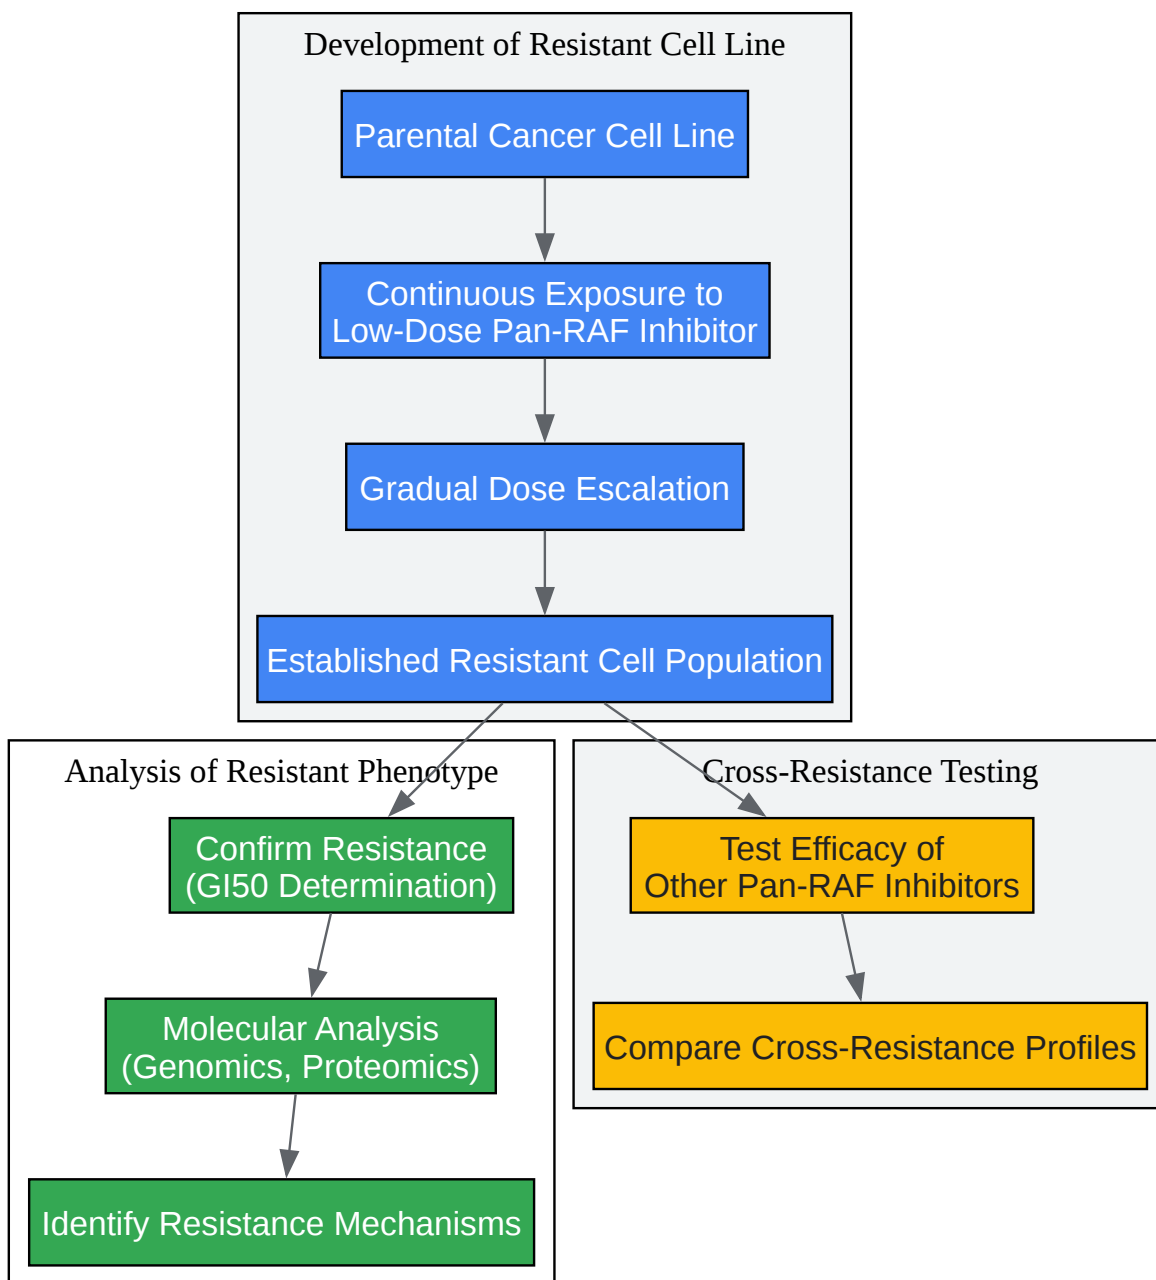 Development of Resistant Cell Line
Parental Cancer Cell Line
Continuous Exposure to
Low-Dose Pan-RAF Inhibitor
Gradual Dose Escalation
Established Resistant Cell Population
Analysis of Resistant Phenotype
Confirm Resistance
(GI50 Determination)
Molecular Analysis
(Genomics, Proteomics)
Identify Resistance Mechanisms
Cross-Resistance Testing
Test Efficacy of
Other Pan-RAF Inhibitors
Compare Cross-Resistance Profiles